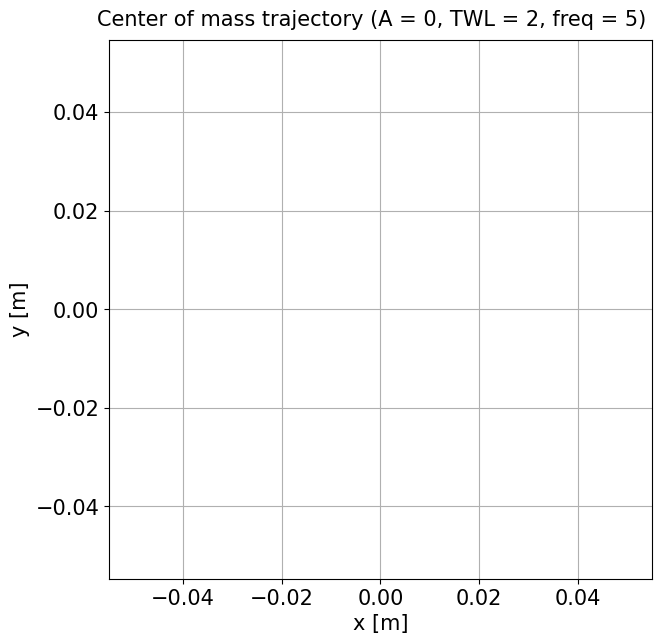 Center of mass trajectory (A = 0, TWL = 2, freq = 5)
0.04
0.02
0.00
−0.02
−0.04
y [m]
−0.04 −0.02 0.00 0.02 0.04
x [m]